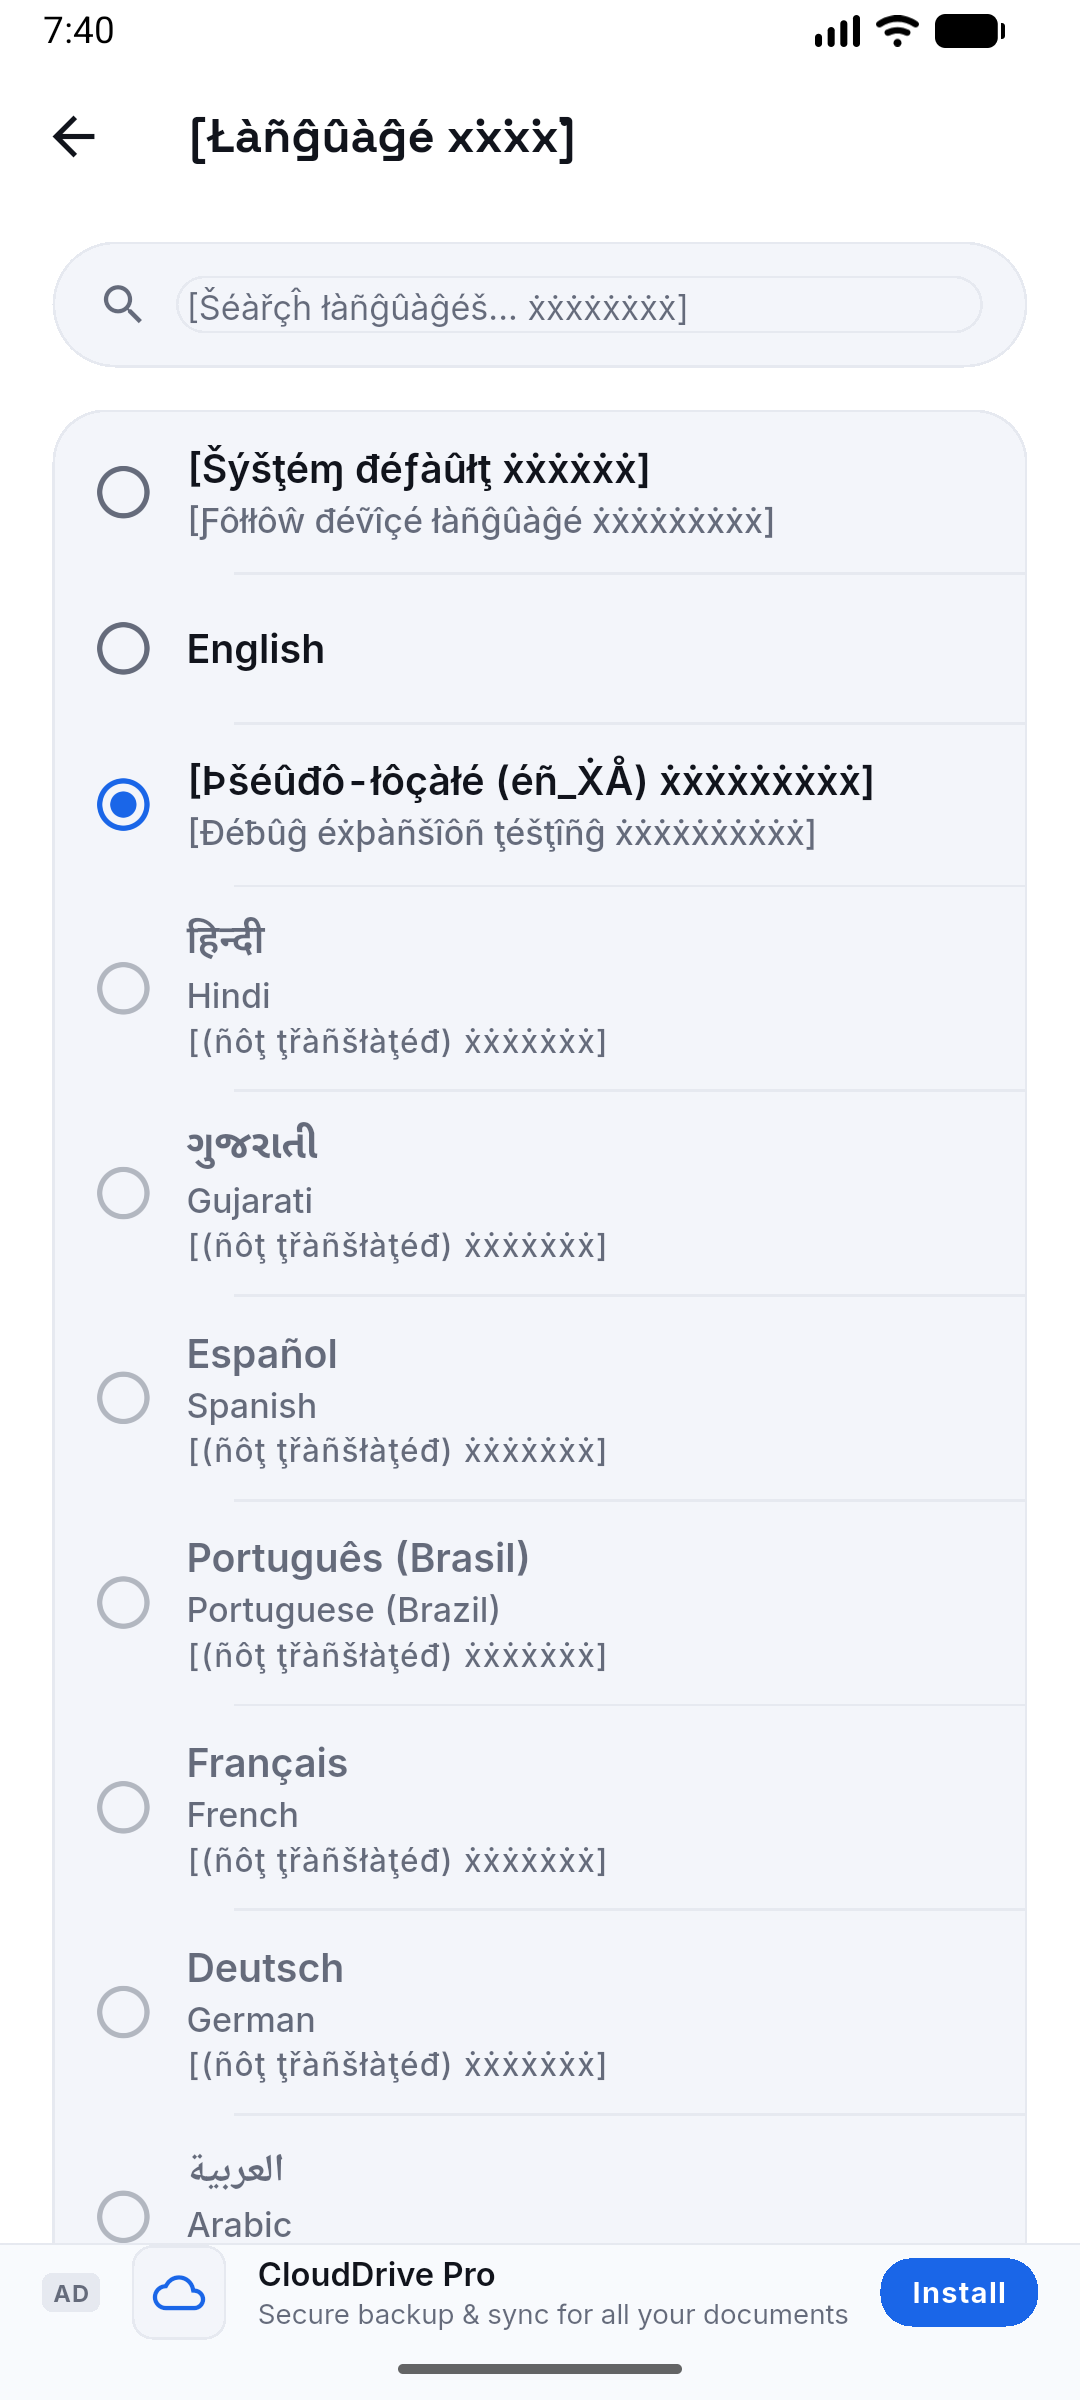 7:40
[Łàñĝûàĝé ẋẋẋẋ]
[Šéàřçĥ łàñĝûàĝéš... ẋẋẋẋẋẋẋẋ]
[Šýšţéɱ đéƒàûłţ ẋẋẋẋẋẋ]
[Ƒôłłôŵ đéṽîçé łàñĝûàĝé ẋẋẋẋẋẋẋẋẋ]
English
[Þšéûđô-łôçàłé (éñ_ẊÅ) ẋẋẋẋẋẋẋẋẋ]
[Đéƀûĝ éẋþàñšîôñ ţéšţîñĝ ẋẋẋẋẋẋẋẋẋẋ]
हिन्दी
Hindi
[(ñôţ ţřàñšłàţéđ) ẋẋẋẋẋẋẋ]
ગુજરાતી
Gujarati
[(ñôţ ţřàñšłàţéđ) ẋẋẋẋẋẋẋ]
Español
Spanish
[(ñôţ ţřàñšłàţéđ) ẋẋẋẋẋẋẋ]
Português (Brasil)
Portuguese (Brazil)
[(ñôţ ţřàñšłàţéđ) ẋẋẋẋẋẋẋ]
Français
French
[(ñôţ ţřàñšłàţéđ) ẋẋẋẋẋẋẋ]
Deutsch
German
[(ñôţ ţřàñšłàţéđ) ẋẋẋẋẋẋẋ]
العربية
Arabic
AD
CloudDrive Pro
Secure backup & sync for all your documents
Install